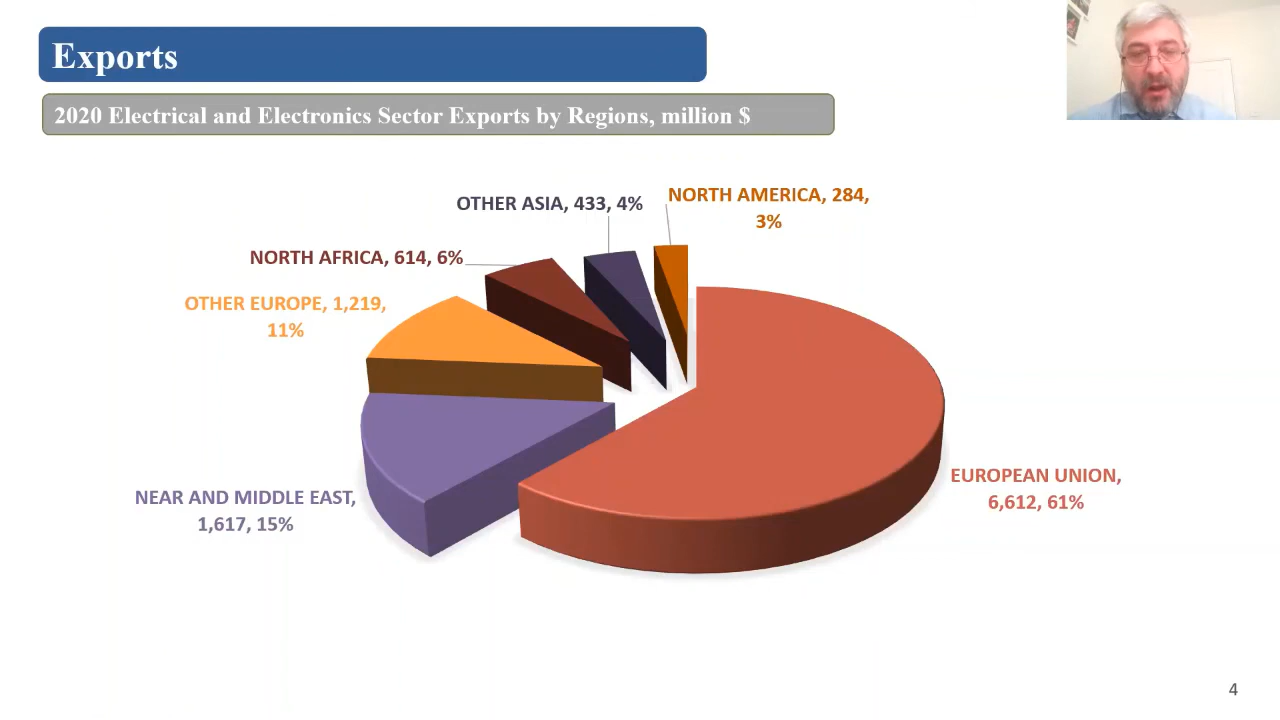 Exports
2020 Electrical and Electronics Sector Exports by Regions, million $
OTHER ASIA, 433, 4%
NORTH AMERICA, 284,
3%
NORTH AFRICA, 614, 6%
OTHER EUROPE, 1,219,
11%
EUROPEAN UNION,
6,612, 61%
NEAR AND MIDDLE EAST,
1,617, 15%
4